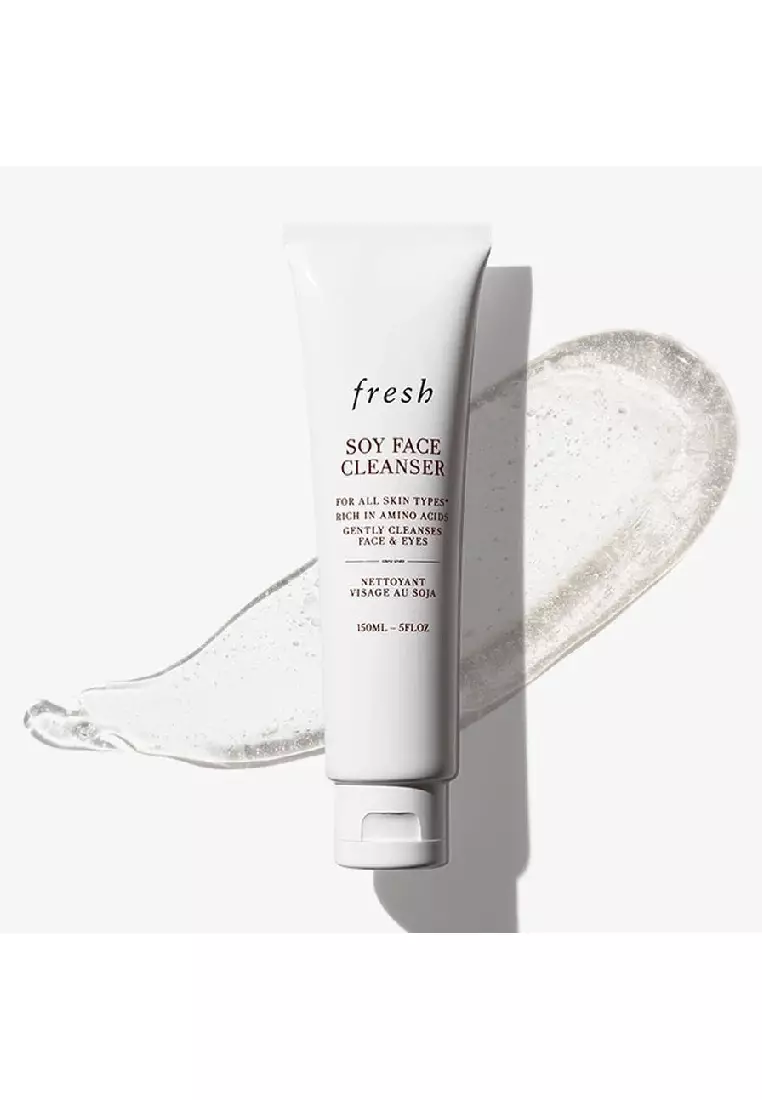 fresh
SOY FACE
CLEANSER
FOR ALL SKIN TYPES*
RICH IN AMINO ACIDS
GENTLY CLEANSES
FACE & EYES
NETTOYANT
VISAGE AU SOJA
150ML – 5FLOZ